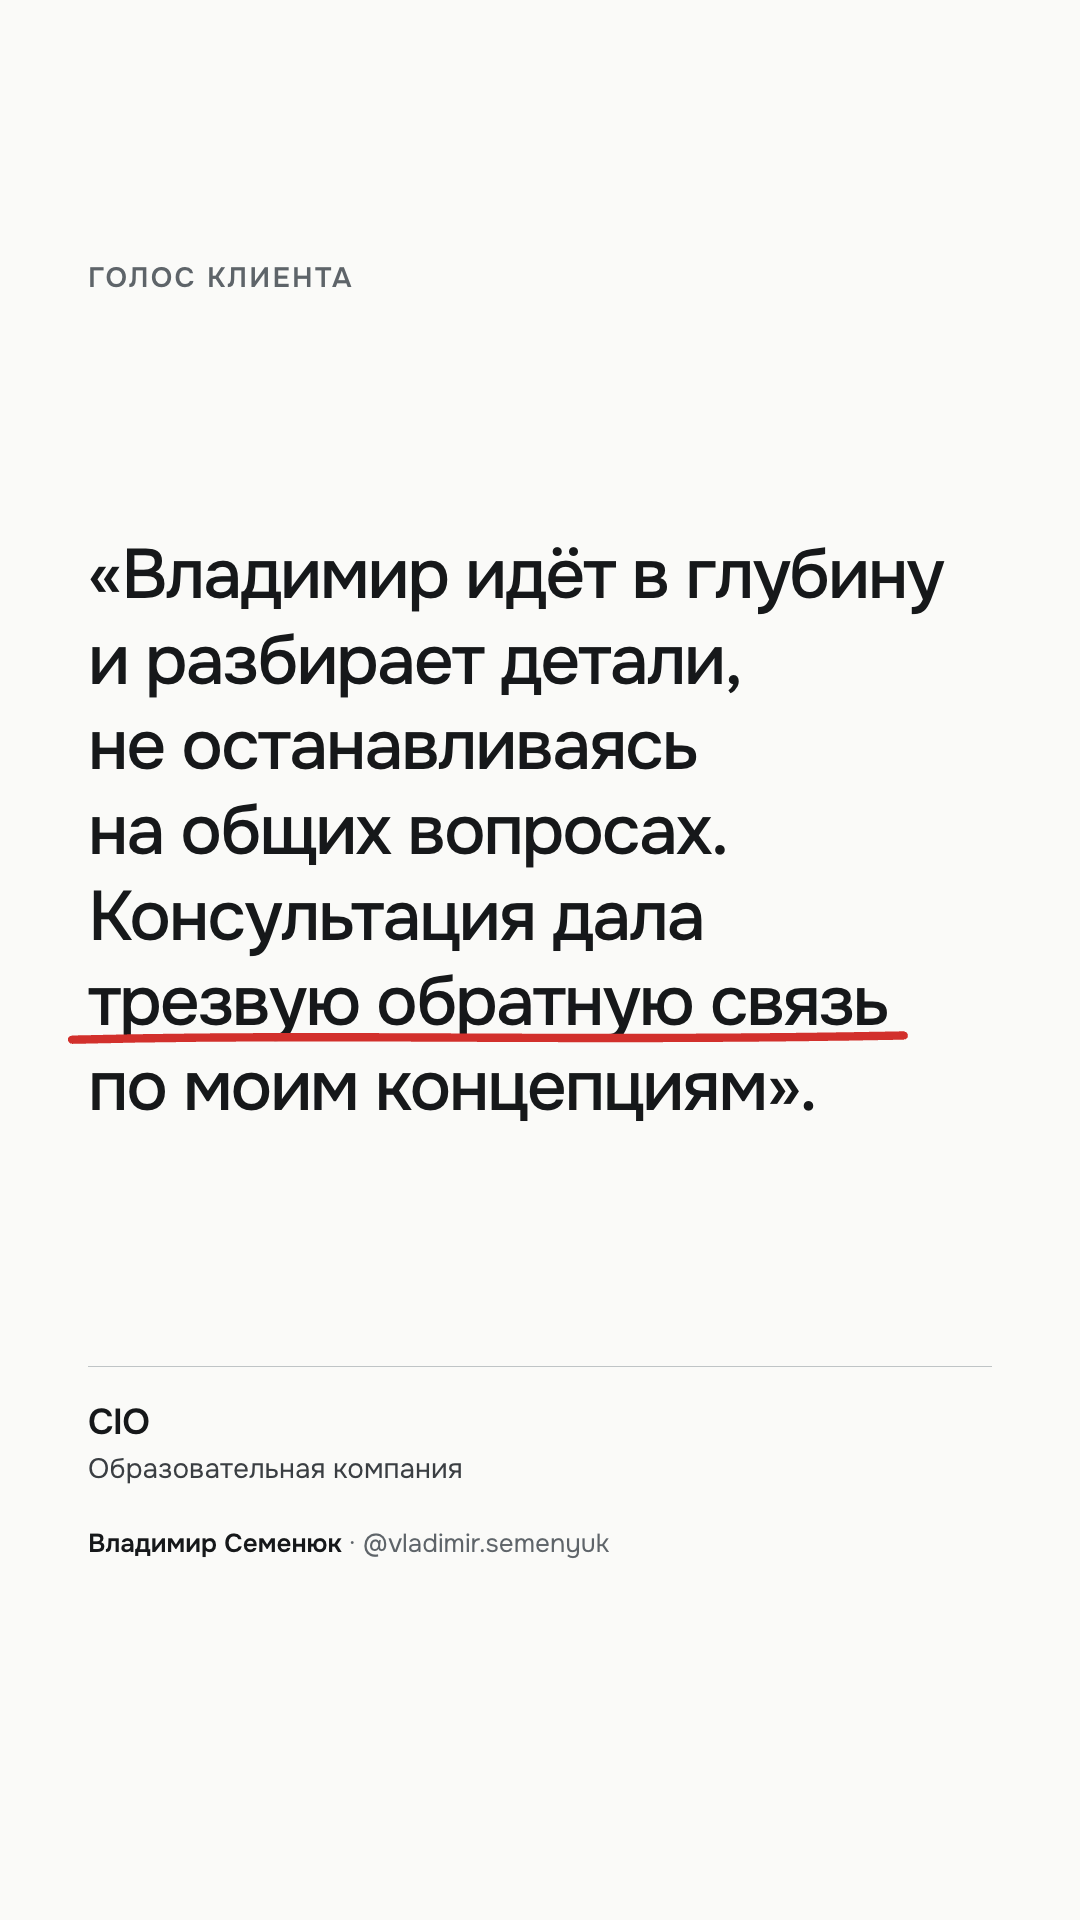 ГОЛОС КЛИЕНТА
«Владимир идёт в глубину
и разбирает детали,
не останавливаясь
на общих вопросах.
Консультация дала
трезвую обратную связь
по моим концепциям».
CIO
Образовательная компания
Владимир Семенюк · @vladimir.semenyuk